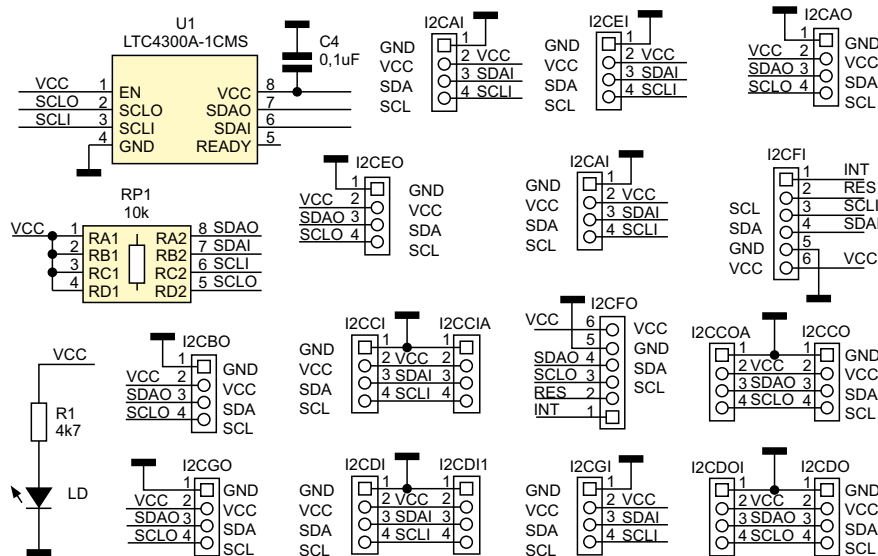 U1
LTC4300A-1CMS
VCC 1 EN VCC 8
SCLO 2 SCLO SDAO 7
SCLI 3 SCLI SDAI 6
4 GND READY 5
C4
0,1uF
I2CAI
GND 1
VCC 2 VCC
SDA 3 SDAI
SCL 4 SCLI
I2CEI
GND 1
VCC 2 VCC
SDA 3 SDAI
SCL 4 SCLI
I2CAO
1 GND
VCC 2 VCC
SDAO 3 SDA
SCLO 4 SCL
RP1
10k
VCC 1 RA1 RA2 8 SDAO
2 RB1 RB2 7 SDAI
3 RC1 RC2 6 SCLI
4 RD1 RD2 5 SCLO
I2CEO
1 GND
VCC 2 VCC
SDAO 3 SDA
SCLO 4 SCL
I2CAI
GND 1
VCC 2 VCC
SDA 3 SDAI
SCL 4 SCLI
I2CFI
1 INT
2 RES
SCL 3 SCLI
SDA 4 SDAI
GND 5
VCC 6 VCC
VCC
R1
4k7
LD
I2CBO
1 GND
VCC 2 VCC
SDAO 3 SDA
SCLO 4 SCL
I2CCI I2CCIA
GND 1 1
VCC 2 VCC 2
SDA 3 SDAI 3
SCL 4 SCLI 4
I2CFO
VCC 6 VCC
5 GND
SDAO 4 SDA
SCLO 3 SCL
RES 2
INT 1
I2CCOA I2CCO
1 1 GND
2 VCC 2 VCC
3 SDAO 3 SDA
4 SCLO 4 SCL
I2CGO
1 GND
VCC 2 VCC
SDAO 3 SDA
SCLO 4 SCL
I2CDI I2CDI1
GND 1 1
VCC 2 VCC 2
SDA 3 SDAI 3
SCL 4 SCLI 4
I2CGI
GND 1
VCC 2 VCC
SDA 3 SDAI
SCL 4 SCLI
I2CDOI I2CDO
1 1 GND
2 VCC 2 VCC
3 SDAO 3 SDA
4 SCLO 4 SCL